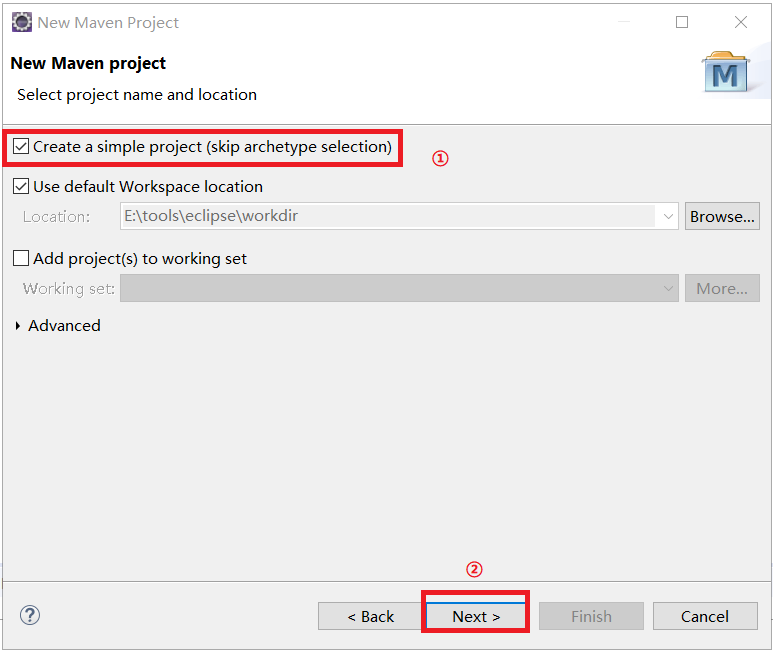 New Maven Project
New Maven project
Select project name and location
M
Create a simple project (skip archetype selection)
①
Use default Workspace location
Location: E:\tools\eclipse\workdir Browse...
Add project(s) to working set
Working set: More...
Advanced
②
? < Back Next > Finish Cancel